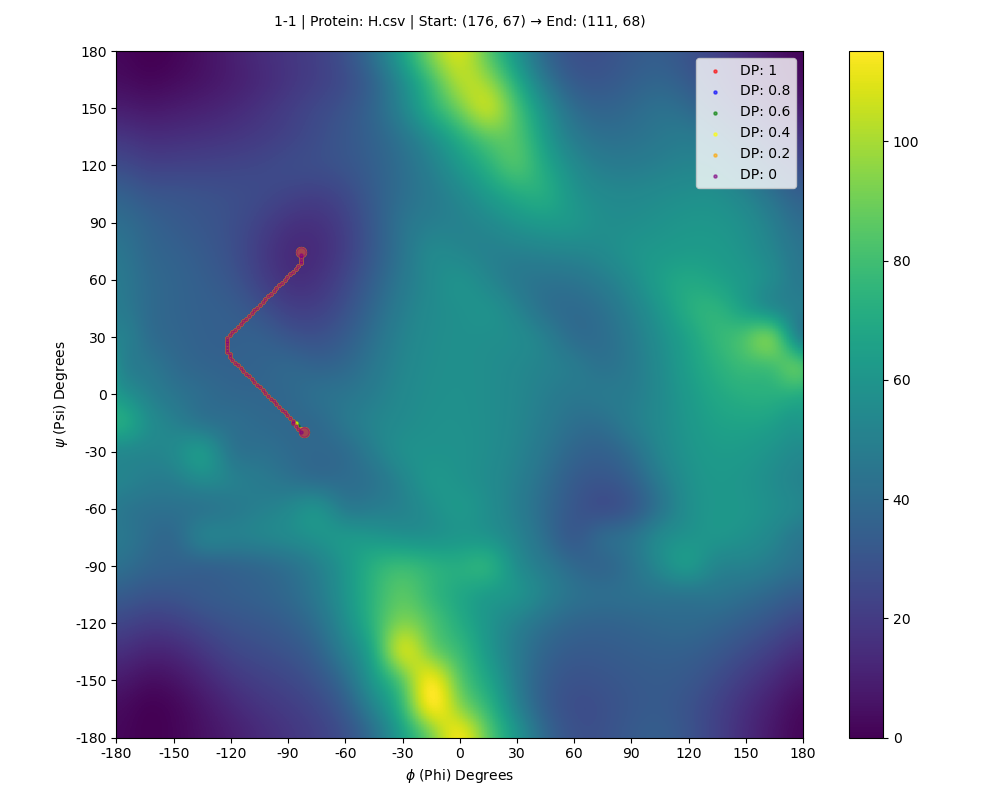 1-1 | Protein: H.csv | Start: (176, 67) → End: (111, 68)
DP: 1
DP: 0.8
DP: 0.6
DP: 0.4
DP: 0.2
DP: 0
180
150
120
90
60
30
0
-30
-60
-90
-120
-150
-180
ψ (Psi) Degrees
-180 -150 -120 -90 -60 -30 0 30 60 90 120 150 180
ϕ (Phi) Degrees
100
80
60
40
20
0